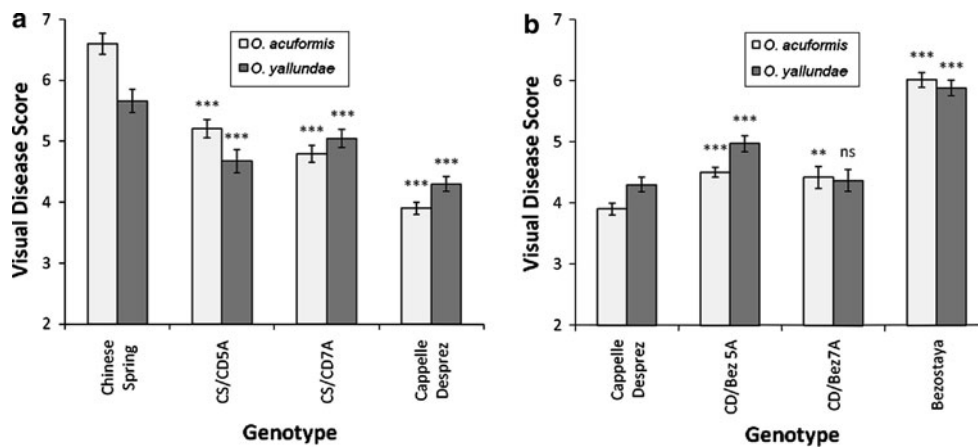 a
7
6
5
4
3
2
Visual Disease Score
O. acuformis
O. yallundae
***
***
***
***
***
***
Chinese
Spring
CS/CD5A
CS/CD7A
Cappelle
Desprez
Genotype
b
7
6
5
4
3
2
Visual Disease Score
O. acuformis
O. yallundae
***
***
**
ns
***
***
Cappelle
Desprez
CD/Bez 5A
CD/Bez7A
Bezostaya
Genotype